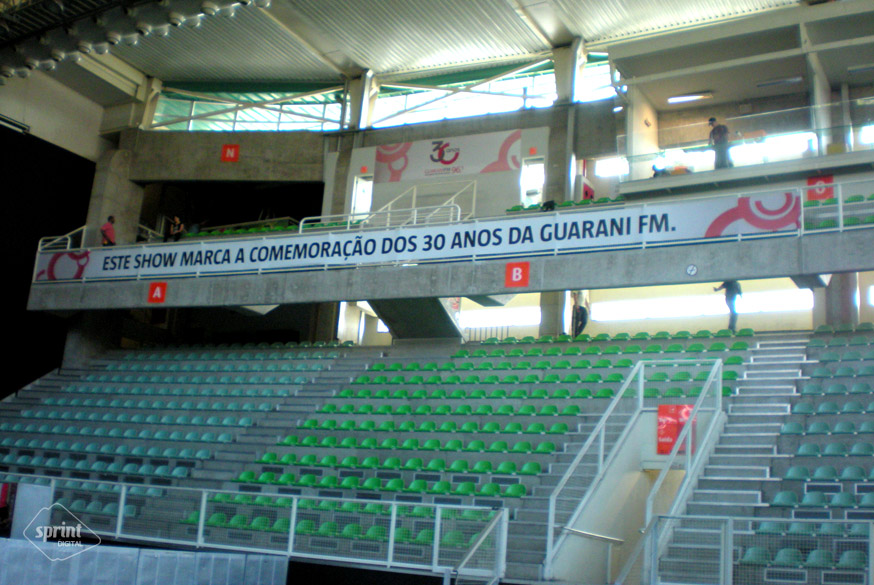 N
30
C
ESTE SHOW MARCA A COMEMORAÇÃO DOS 30 ANOS DA GUARANI FM.
A
B
sprint
DIGITAL